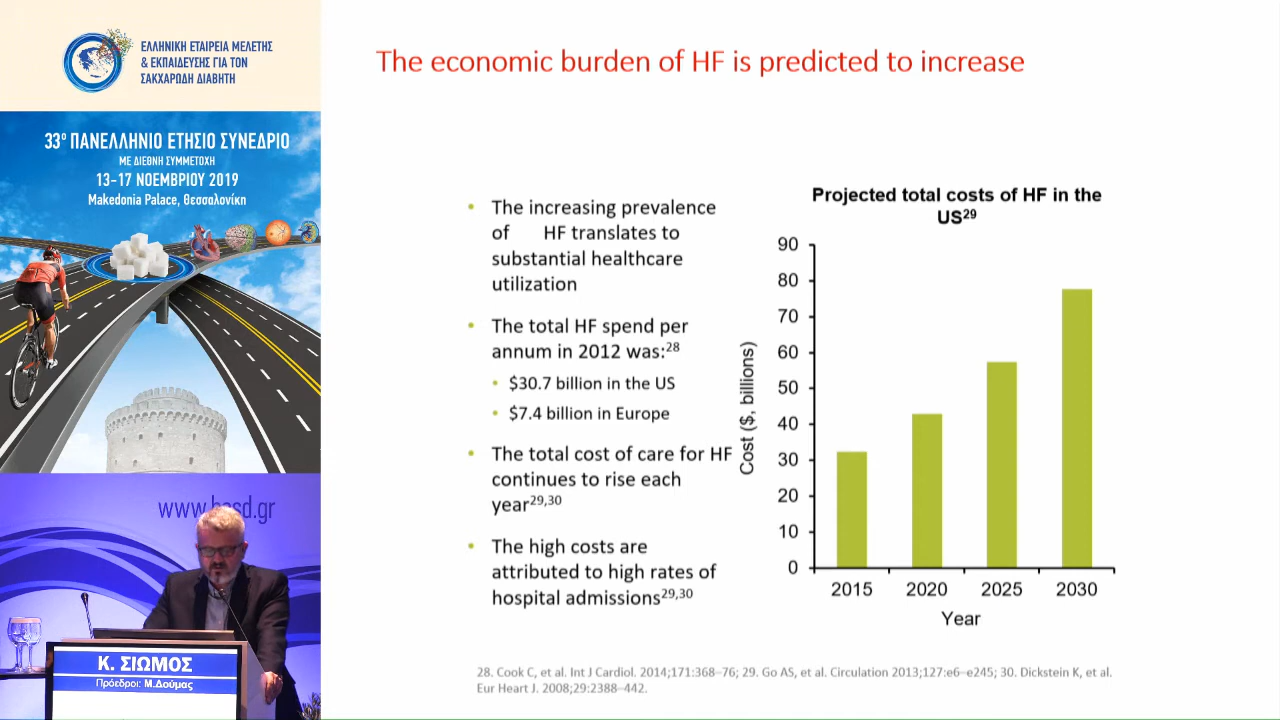 ΕΛΛΗΝΙΚΗ ΕΤΑΙΡΕΙΑ ΜΕΛΕΤΗΣ
& ΕΚΠΑΙΔΕΥΣΗΣ ΓΙΑ ΤΟΝ
ΣΑΚΧΑΡΩΔΗ ΔΙΑΒΗΤΗ
33ο ΠΑΝΕΛΛΗΝΙΟ ΕΤΗΣΙΟ ΣΥΝΕΔΡΙΟ
ΜΕ ΔΙΕΘΝΗ ΣΥΜΜΕΤΟΧΗ
13-17 ΝΟΕΜΒΡΙΟΥ 2019
Makedonia Palace, Θεσσαλονίκη
Κ. ΣΙΩΜΟΣ
Πρόεδροι: Μ.Δούμας
The economic burden of HF is predicted to increase
• The increasing prevalence
of HF translates to
substantial healthcare
utilization
• The total HF spend per
annum in 2012 was:28
• $30.7 billion in the US
• $7.4 billion in Europe
• The total cost of care for HF
continues to rise each
year29,30
• The high costs are
attributed to high rates of
hospital admissions29,30
Projected total costs of HF in the
US29
Cost ($, billions)
90
80
70
60
50
40
30
20
10
0
2015 2020 2025 2030
Year
28. Cook C, et al. Int J Cardiol. 2014;171:368–76; 29. Go AS, et al. Circulation 2013;127:e6–e245; 30. Dickstein K, et al.
Eur Heart J. 2008;29:2388–442.